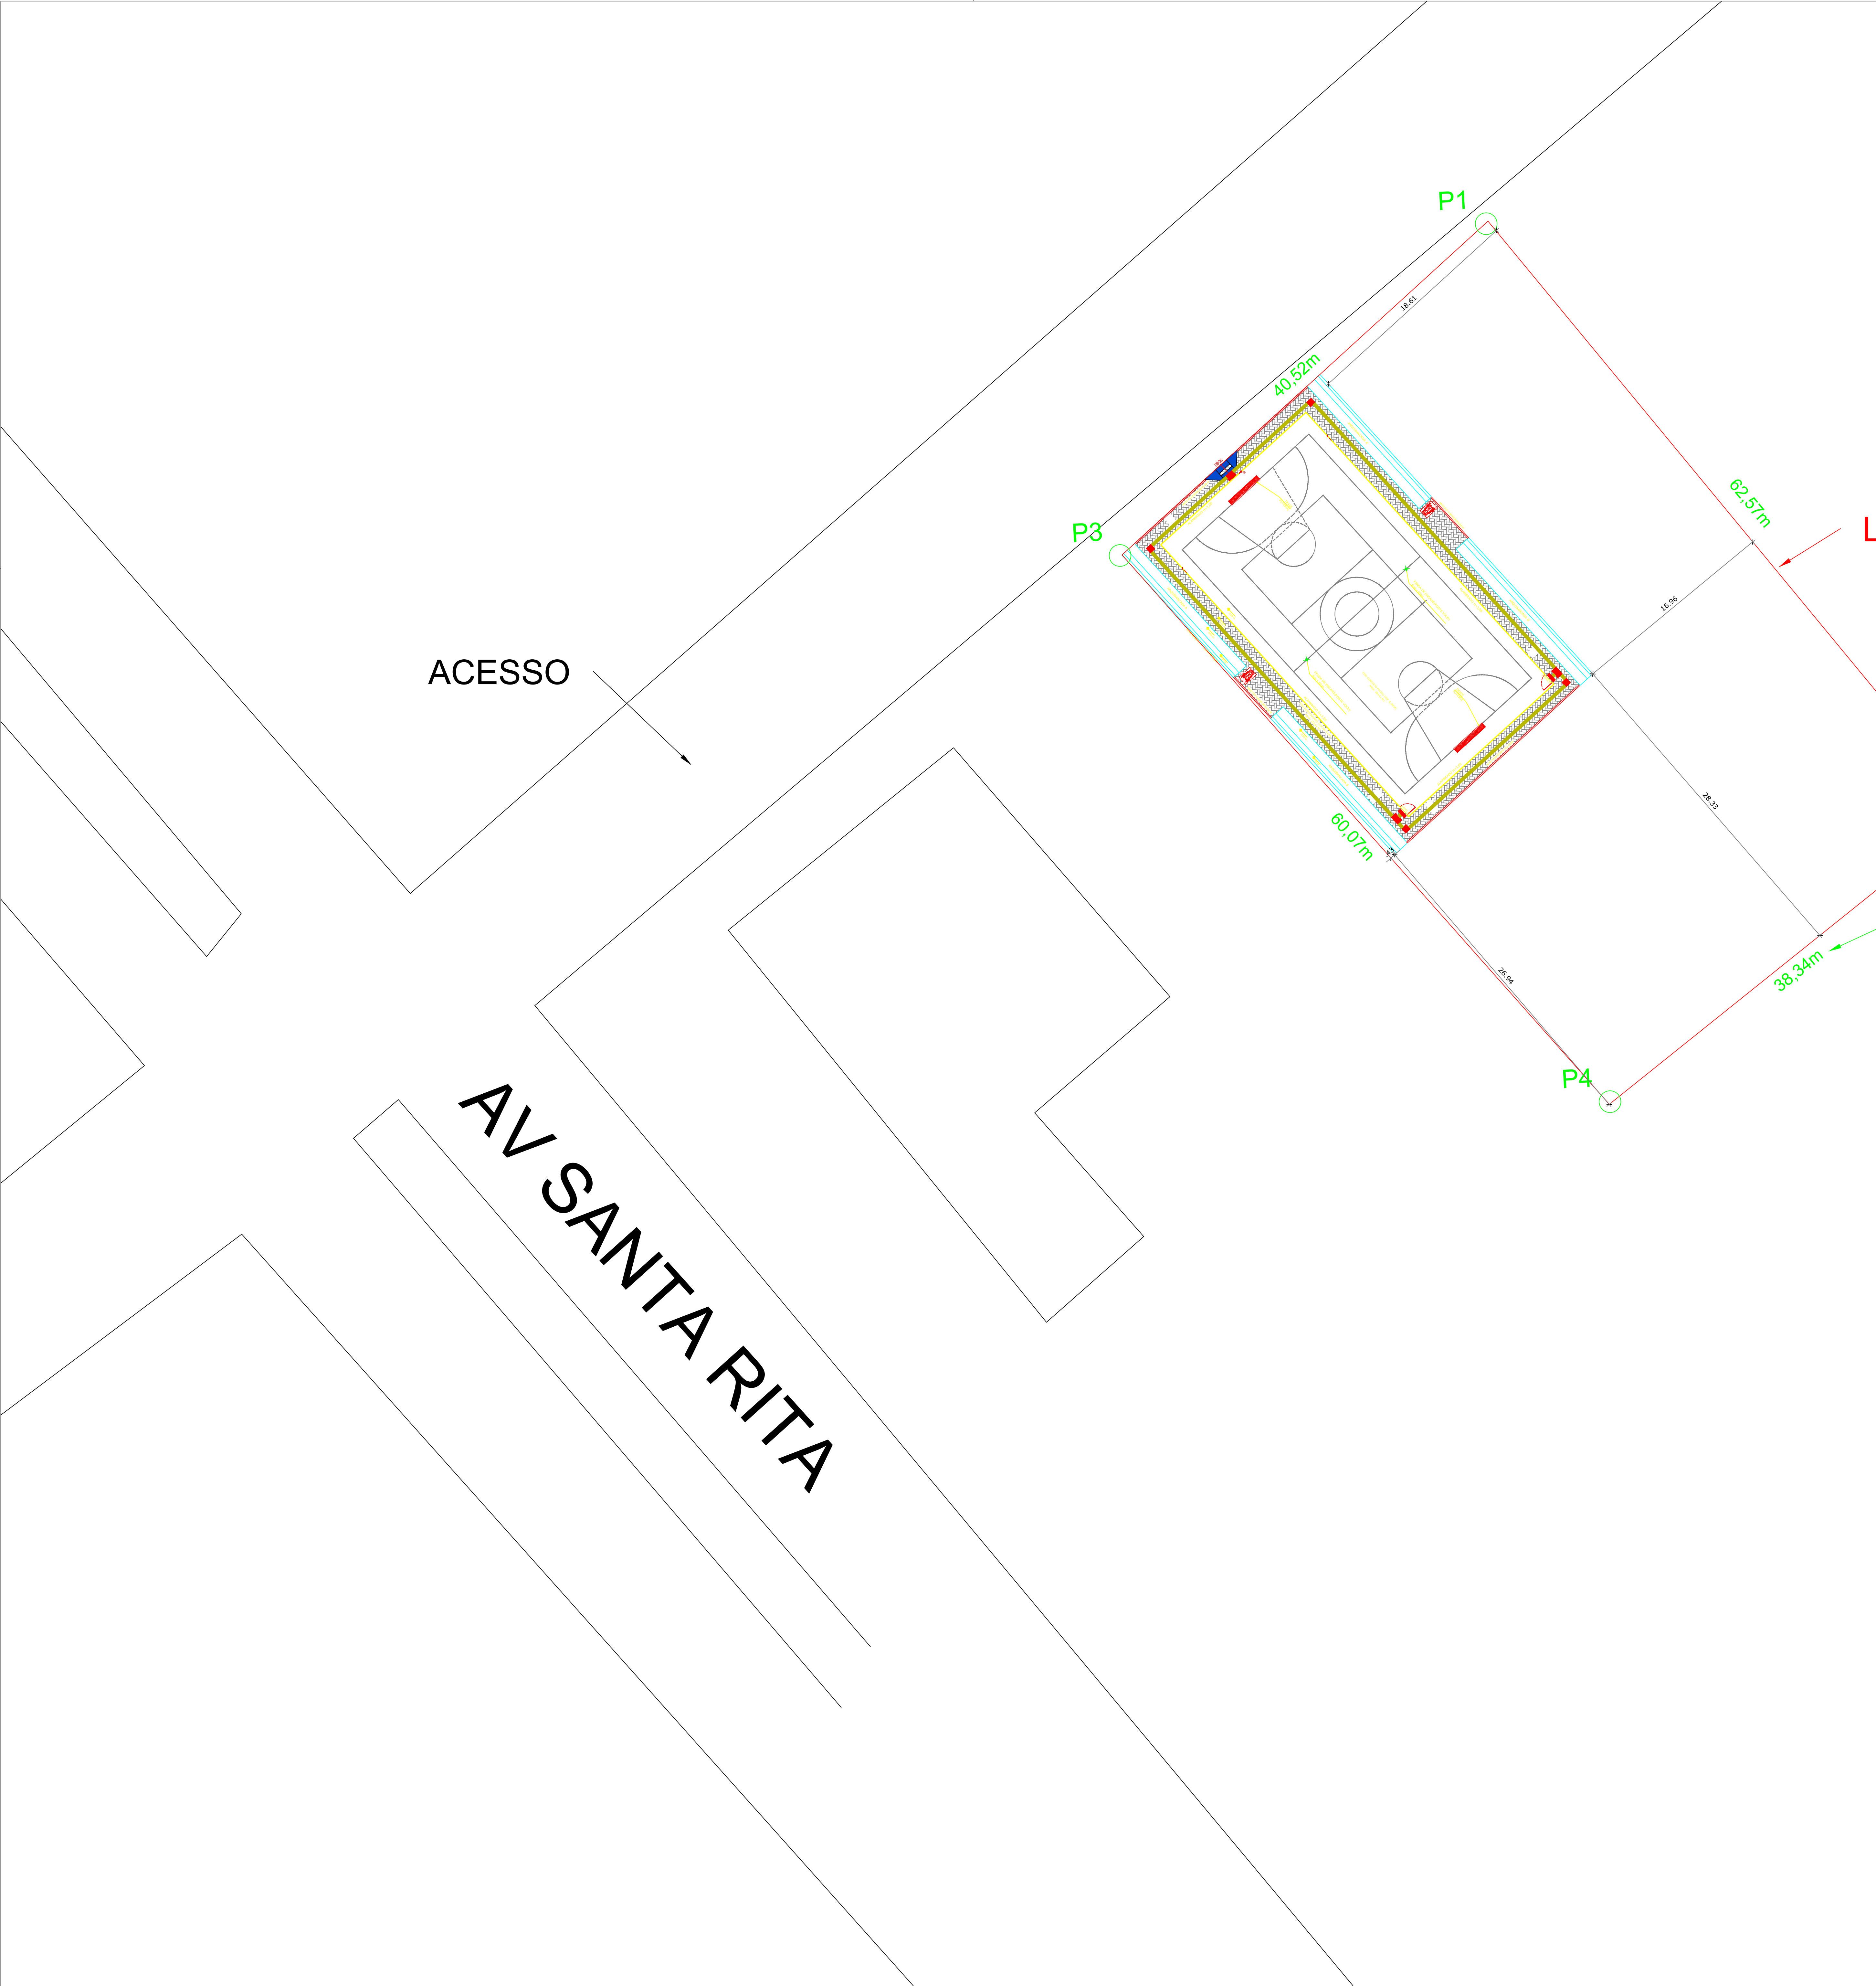 P1
18.61
40,52m
62,57m
L
P3
16.96
ACESSO
28.33
60,07m
38,34m
26.94
P4
AV SANTA RITA